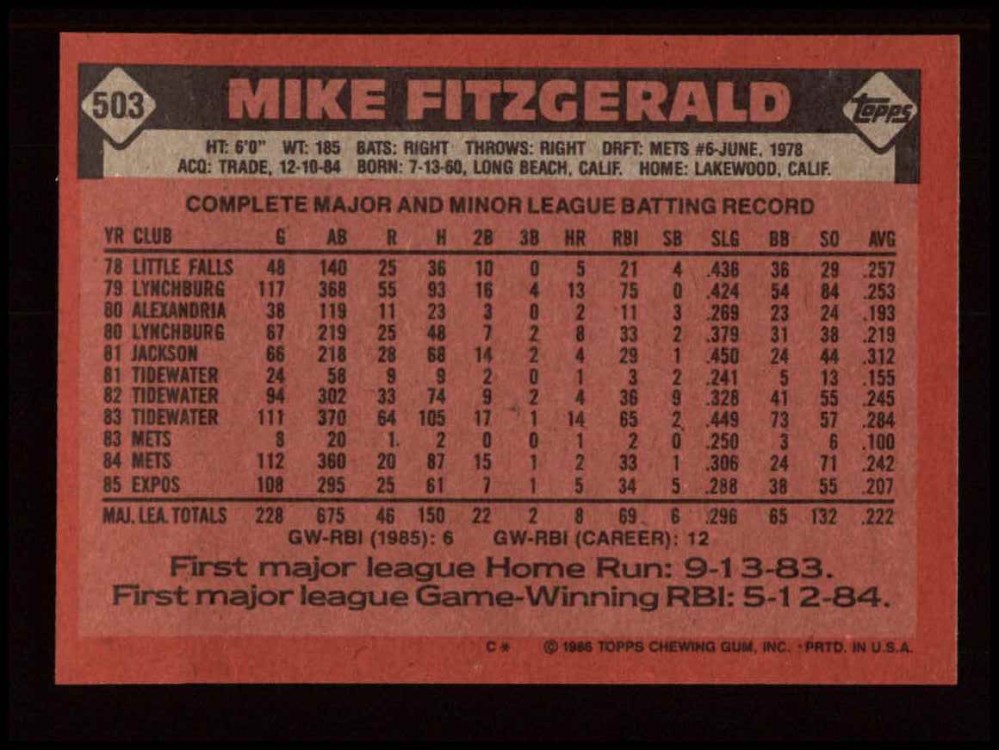 503 MIKE FITZGERALD Topps
HT: 6'0" WT: 185 BATS: RIGHT THROWS: RIGHT DRFT: METS #6-JUNE, 1978
ACQ: TRADE, 12-10-84 BORN: 7-13-60, LONG BEACH, CALIF. HOME: LAKEWOOD, CALIF.
COMPLETE MAJOR AND MINOR LEAGUE BATTING RECORD
YR CLUB G AB R H 2B 3B HR RBI SB SLG BB SO AVG
78 LITTLE FALLS 48 140 25 36 10 0 5 21 4 .436 36 29 .257
79 LYNCHBURG 117 368 55 93 16 4 13 75 0 .424 54 84 .253
80 ALEXANDRIA 38 119 11 23 3 0 2 11 3 .269 23 24 .193
80 LYNCHBURG 67 219 25 48 7 2 8 33 2 .379 31 38 .219
81 JACKSON 66 218 28 68 14 2 4 29 1 .450 24 44 .312
81 TIDEWATER 24 58 9 9 2 0 1 3 2 .241 5 13 .155
82 TIDEWATER 94 302 33 74 9 2 4 36 9 .328 41 55 .245
83 TIDEWATER 111 370 64 105 17 1 14 65 2 .449 73 57 .284
83 METS 8 20 1 2 0 0 1 2 0 .250 3 6 .100
84 METS 112 360 20 87 15 1 2 33 1 .306 24 71 .242
85 EXPOS 108 295 25 61 7 1 5 34 5 .288 38 55 .207
MAJ. LEA. TOTALS 228 675 46 150 22 2 8 69 6 .296 65 132 .222
GW-RBI (1985): 6 GW-RBI (CAREER): 12
First major league Home Run: 9-13-83.
First major league Game-Winning RBI: 5-12-84.
C* © 1986 TOPPS CHEWING GUM, INC. • PRTD. IN U.S.A.